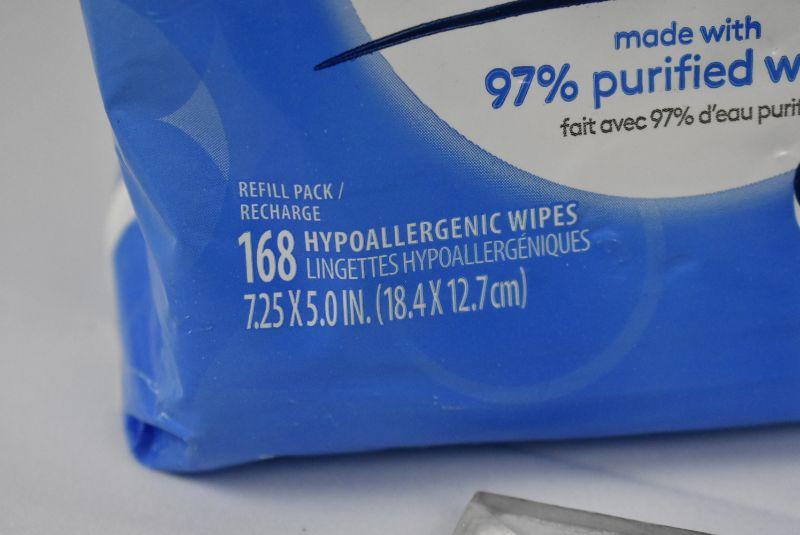 made with
97% purified
fait avec 97% d'eau
REFILL PACK /
RECHARGE
168 HYPOALLERGENIC WIPES
LINGETTES HYPOALLERGÉNIQUES
7.25 X 5.0 IN. (18.4 X 12.7 cm)